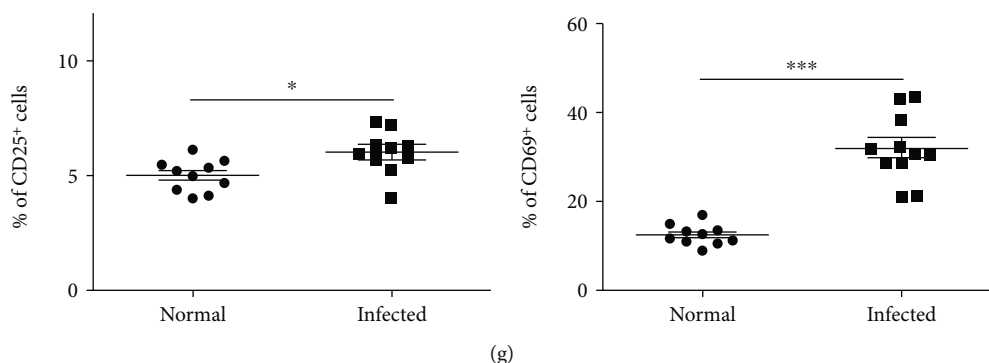 % of CD25⁺ cells
10
5
0
*
Normal
Infected
% of CD69⁺ cells
60
40
20
0
***
Normal
Infected
(g)